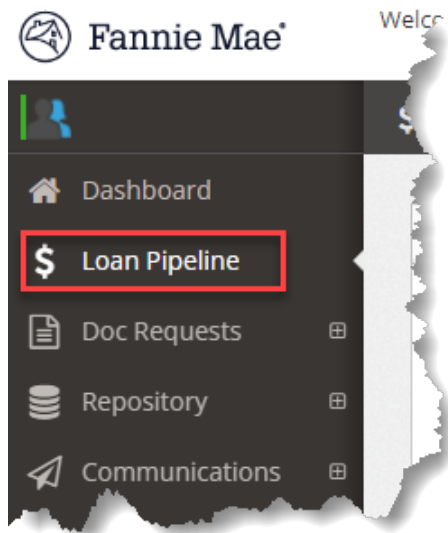 Fannie Mae®
Dashboard
$ Loan Pipeline
Doc Requests
Repository
Communications